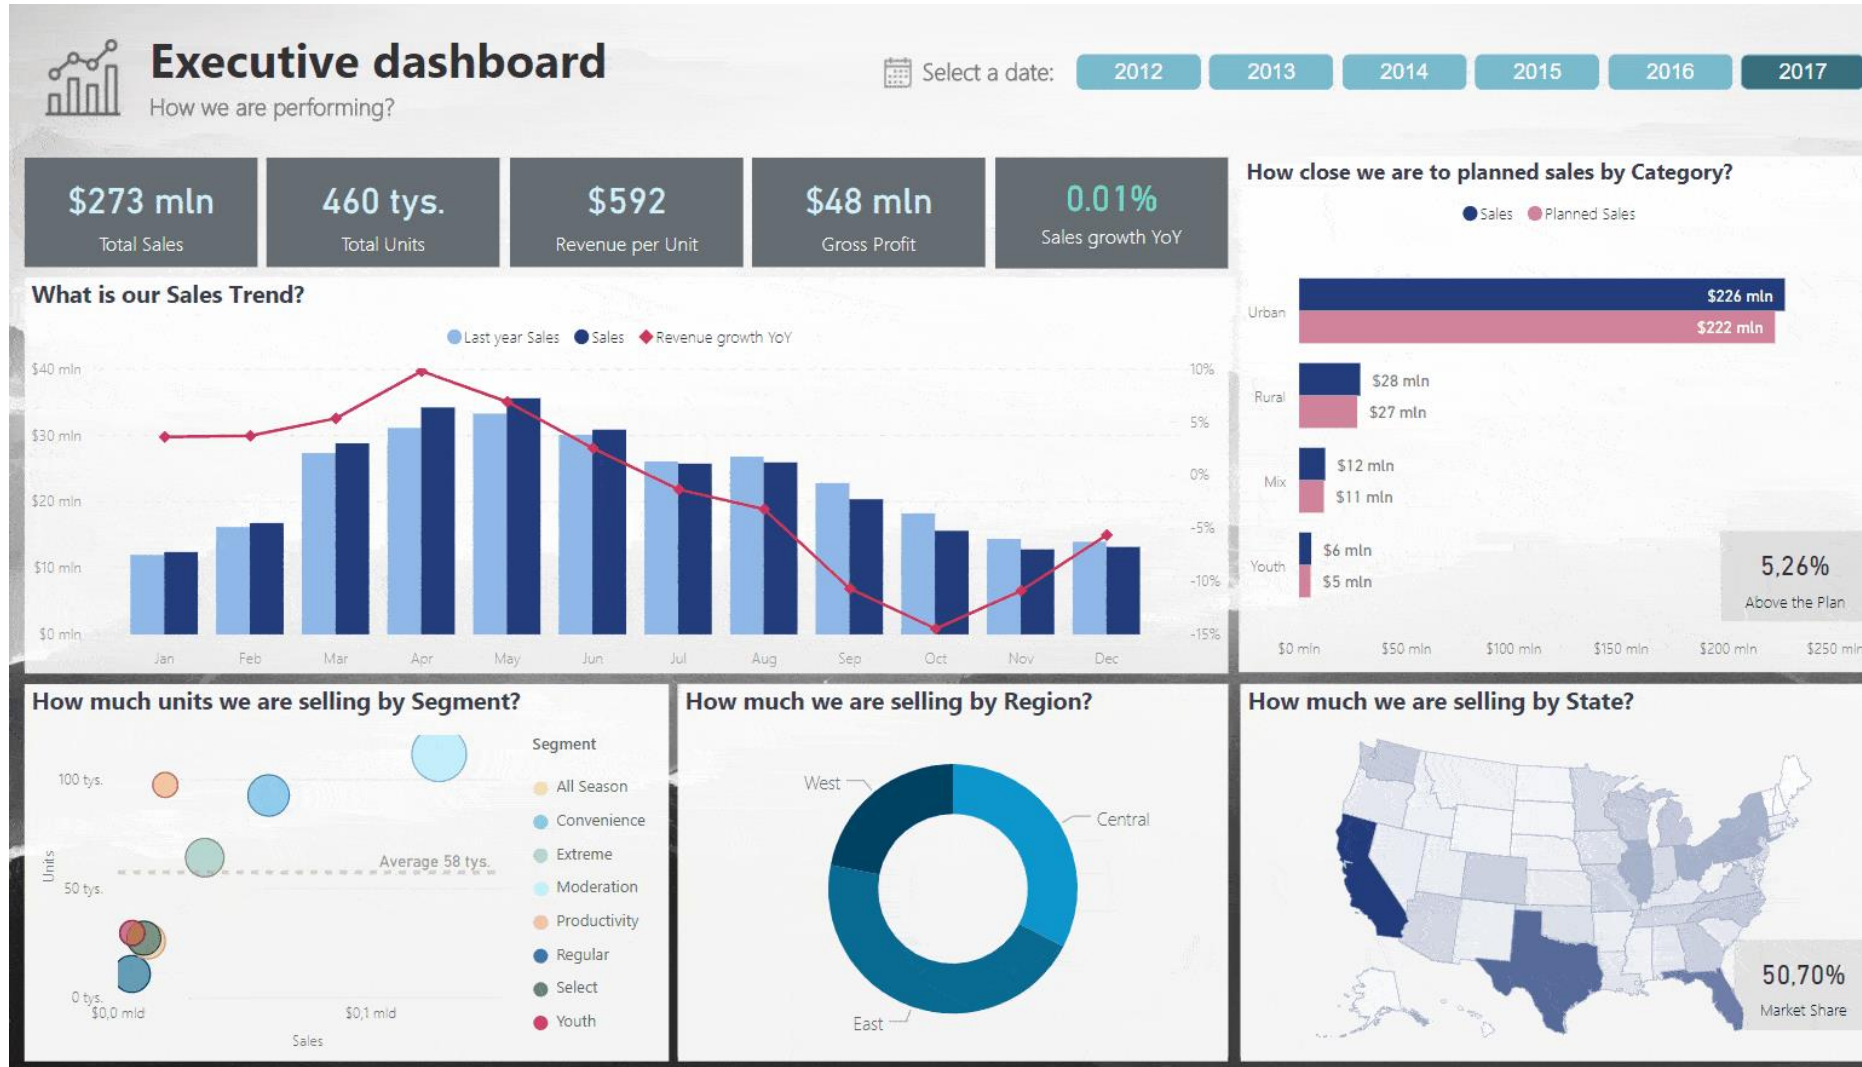 Executive dashboard
How we are performing?
Select a date:
2012
2013
2014
2015
2016
2017
$273 mln
Total Sales
460 tys.
Total Units
$592
Revenue per Unit
$48 mln
Gross Profit
0.01%
Sales growth YoY
What is our Sales Trend?
Last year Sales
Sales
Revenue growth YoY
$40 mln
$30 mln
$20 mln
$10 mln
$0 mln
10%
5%
0%
-5%
-10%
-15%
Jan
Feb
Mar
Apr
May
Jun
Jul
Aug
Sep
Oct
Nov
Dec
How close we are to planned sales by Category?
Sales
Planned Sales
Urban
$226 mln
$222 mln
Rural
$28 mln
$27 mln
Mix
$12 mln
$11 mln
Youth
$6 mln
$5 mln
5,26%
Above the Plan
$0 mln
$50 mln
$100 mln
$150 mln
$200 mln
$250 mln
How much units we are selling by Segment?
Units
100 tys.
50 tys.
0 tys.
Average 58 tys.
$0,0 mld
$0,1 mld
Sales
Segment
All Season
Convenience
Extreme
Moderation
Productivity
Regular
Select
Youth
How much we are selling by Region?
West
Central
East
How much we are selling by State?
50,70%
Market Share